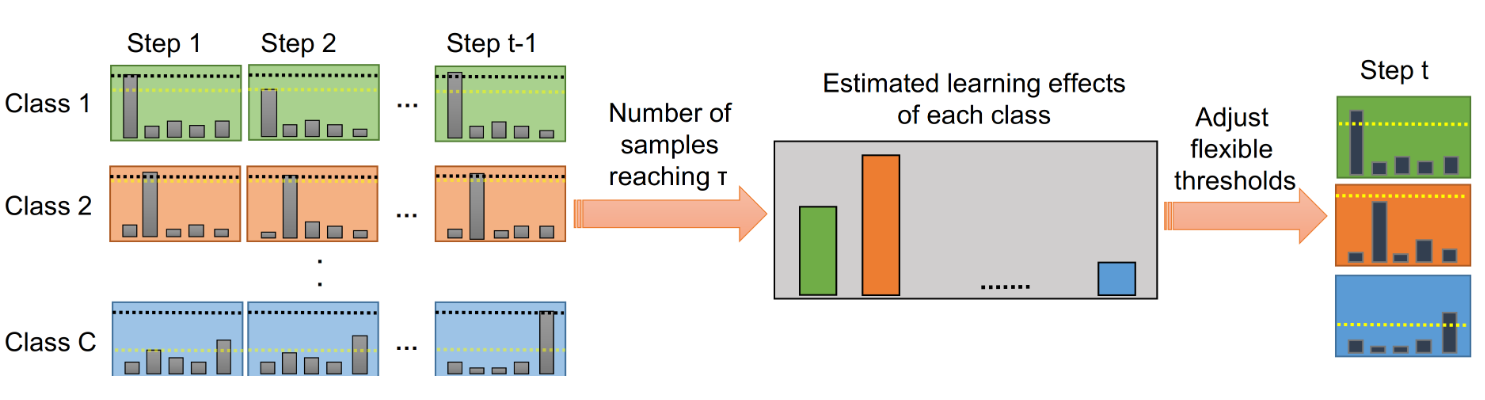 Step 1
Step 2
Step t-1
Class 1
...
Class 2
...
Class C
...
Number of
samples
reaching τ
Estimated learning effects
of each class
.......
Adjust
flexible
thresholds
Step t